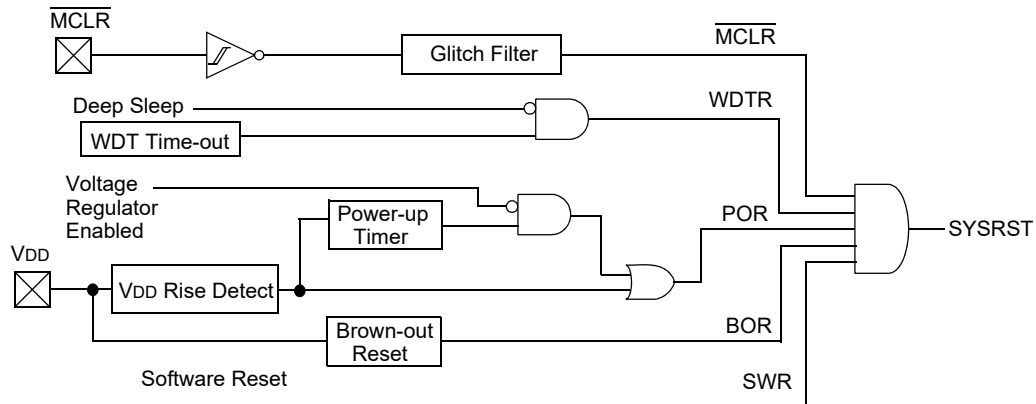 MCLR
Glitch Filter
MCLR
Deep Sleep
WDT Time-out
WDTR
Voltage
Regulator
Enabled
Power-up
Timer
POR
SYSRST
VDD
VDD Rise Detect
Brown-out
Reset
BOR
Software Reset
SWR